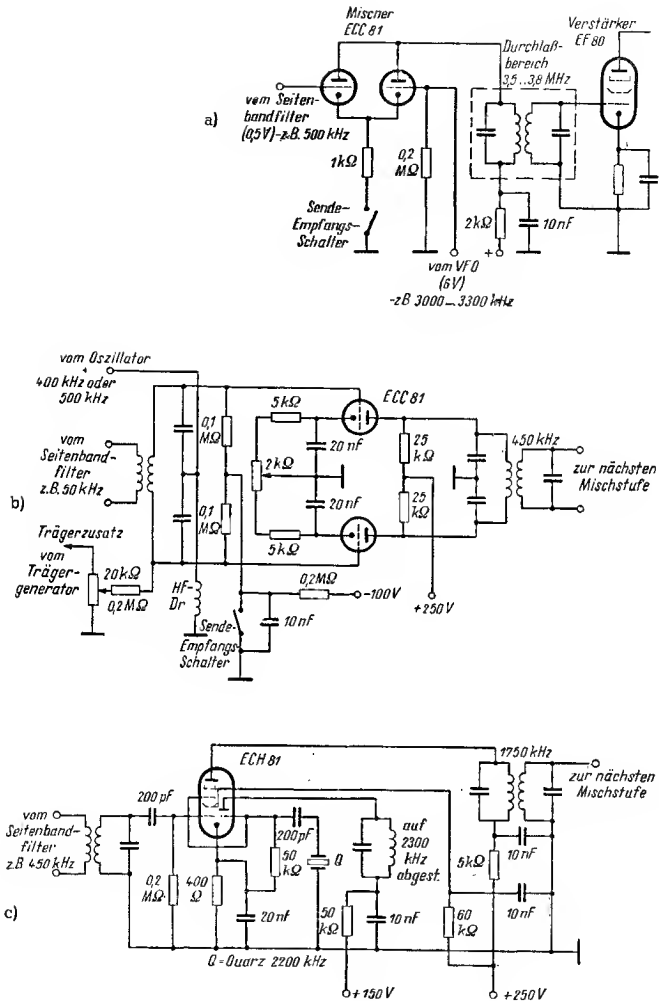 Mischer
ECC 81
Verstärker
EF 80
Durchlaß-
bereich
3,5...3,8 MHz
vom Seiten-
bandfilter
(0,5V)-z.B. 500 kHz
a)
1kΩ
0,2
MΩ
Sende-
Empfangs-
Schalter
2kΩ
10 nF
+
vom VFO
(6V)
-z.B 3000...3300 kHz
vom Oszillator
400 kHz oder
500 kHz
ECC 81
5kΩ
0,1
MΩ
20 nF
25
kΩ
450 kHz
vom
Seitenband-
filter
z.B. 50 kHz
2kΩ
zur nächsten
Mischstufe
b)
20 nF
0,1
MΩ
25
kΩ
5kΩ
Trägerzusatz
vom
Träger-
generator
20kΩ
0,2MΩ
HF-
Dr
0,2MΩ
-100V
+250V
10 nF
Sende-
Empfangs-
Schalter
ECH 81
1750 kHz
zur nächsten
Mischstufe
200 pF
vom
Seitenband-
filter
z.B 450 kHz
200 pF
50
kΩ
Q
auf
2300
kHz
abgest.
5kΩ
10 nF
c)
0,2
MΩ
400
Ω
20 nF
50
kΩ
10 nF
60
kΩ
10 nF
Q = Quarz 2200 kHz
+150V
+250V